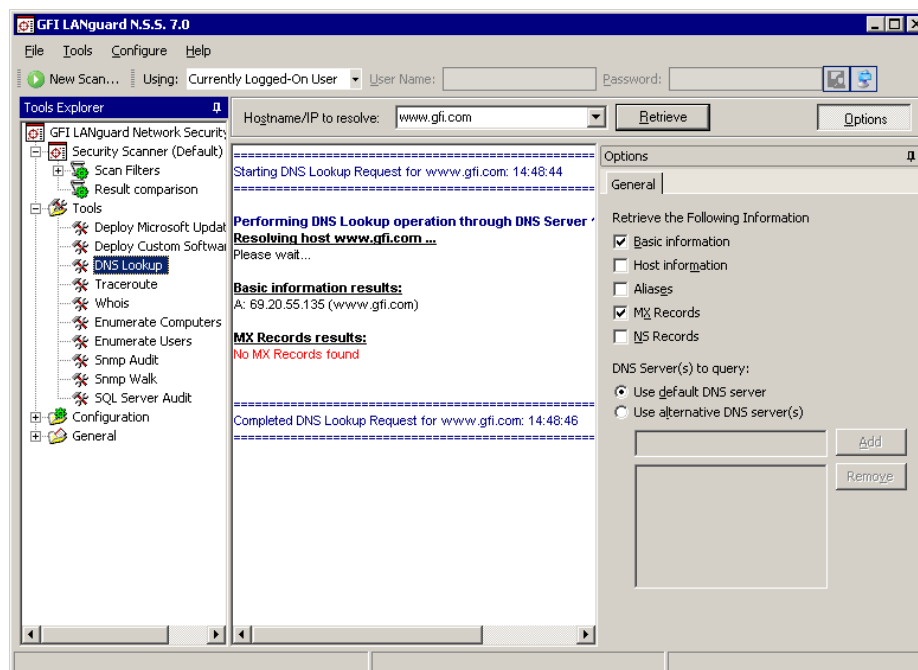 GFI LANguard N.S.S. 7.0
File Tools Configure Help
New Scan... Using: Currently Logged-On User User Name: Password:
Tools Explorer
GFI LANguard Network Security
Security Scanner (Default)
Scan Filters
Result comparison
Tools
Deploy Microsoft Updat
Deploy Custom Softwar
DNS Lookup
Traceroute
Whois
Enumerate Computers
Enumerate Users
Snmp Audit
Snmp Walk
SQL Server Audit
Configuration
General
Hostname/IP to resolve: www.gfi.com Retrieve Options
====================================
Starting DNS Lookup Request for www.gfi.com: 14:48:44
====================================
Performing DNS Lookup operation through DNS Server
Resolving host www.gfi.com ...
Please wait...
Basic information results:
A: 69.20.55.135 (www.gfi.com)
MX Records results:
No MX Records found
====================================
Completed DNS Lookup Request for www.gfi.com: 14:48:46
====================================
Options
General
Retrieve the Following Information
Basic information
Host information
Aliases
MX Records
NS Records
DNS Server(s) to query:
Use default DNS server
Use alternative DNS server(s)
Add
Remove